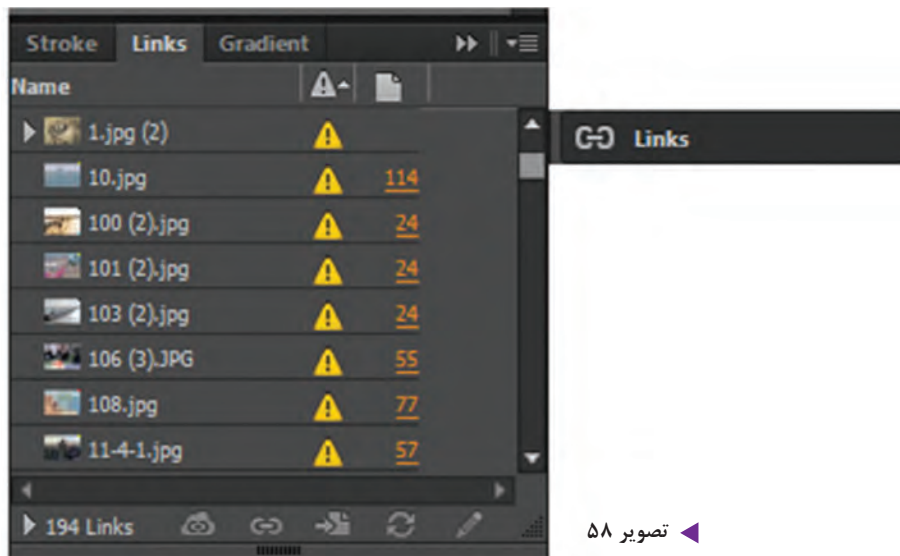 Stroke Links Gradient
Name
1.jpg (2)
10.jpg 114
100 (2).jpg 24
101 (2).jpg 24
103 (2).jpg 24
106 (3).JPG 55
108.jpg 77
11-4-1.jpg 57
194 Links
Links
تصویر ۵۸